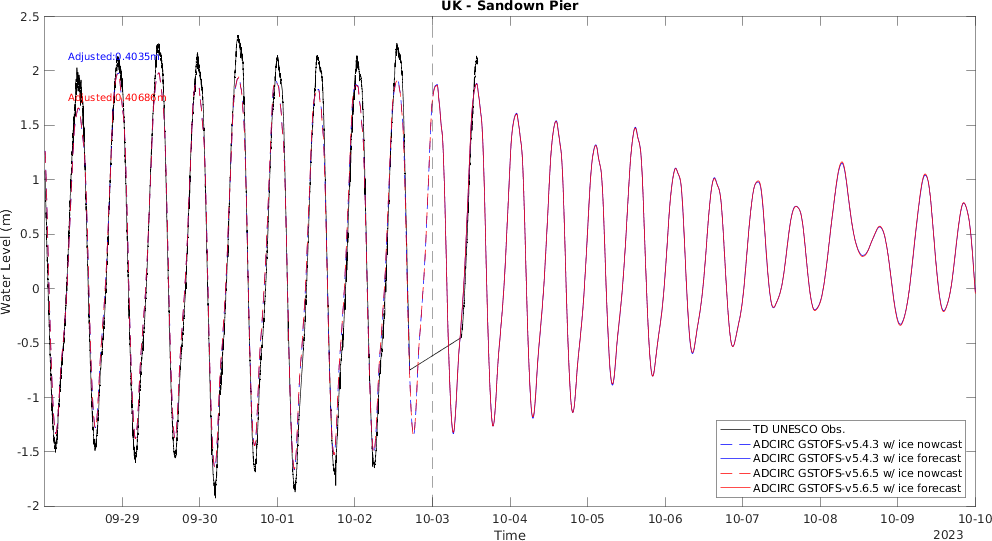 UK - Sandown Pier
2.5
2
1.5
1
0.5
0
-0.5
-1
-1.5
-2
Water Level (m)
Adjusted:0.4035m
Adjusted:0.40686m
TD UNESCO Obs.
ADCIRC GSTOFS-v5.4.3 w/ ice nowcast
ADCIRC GSTOFS-v5.4.3 w/ ice forecast
ADCIRC GSTOFS-v5.6.5 w/ ice nowcast
ADCIRC GSTOFS-v5.6.5 w/ ice forecast
09-29 09-30 10-01 10-02 10-03 10-04 10-05 10-06 10-07 10-08 10-09 10-10
Time
2023